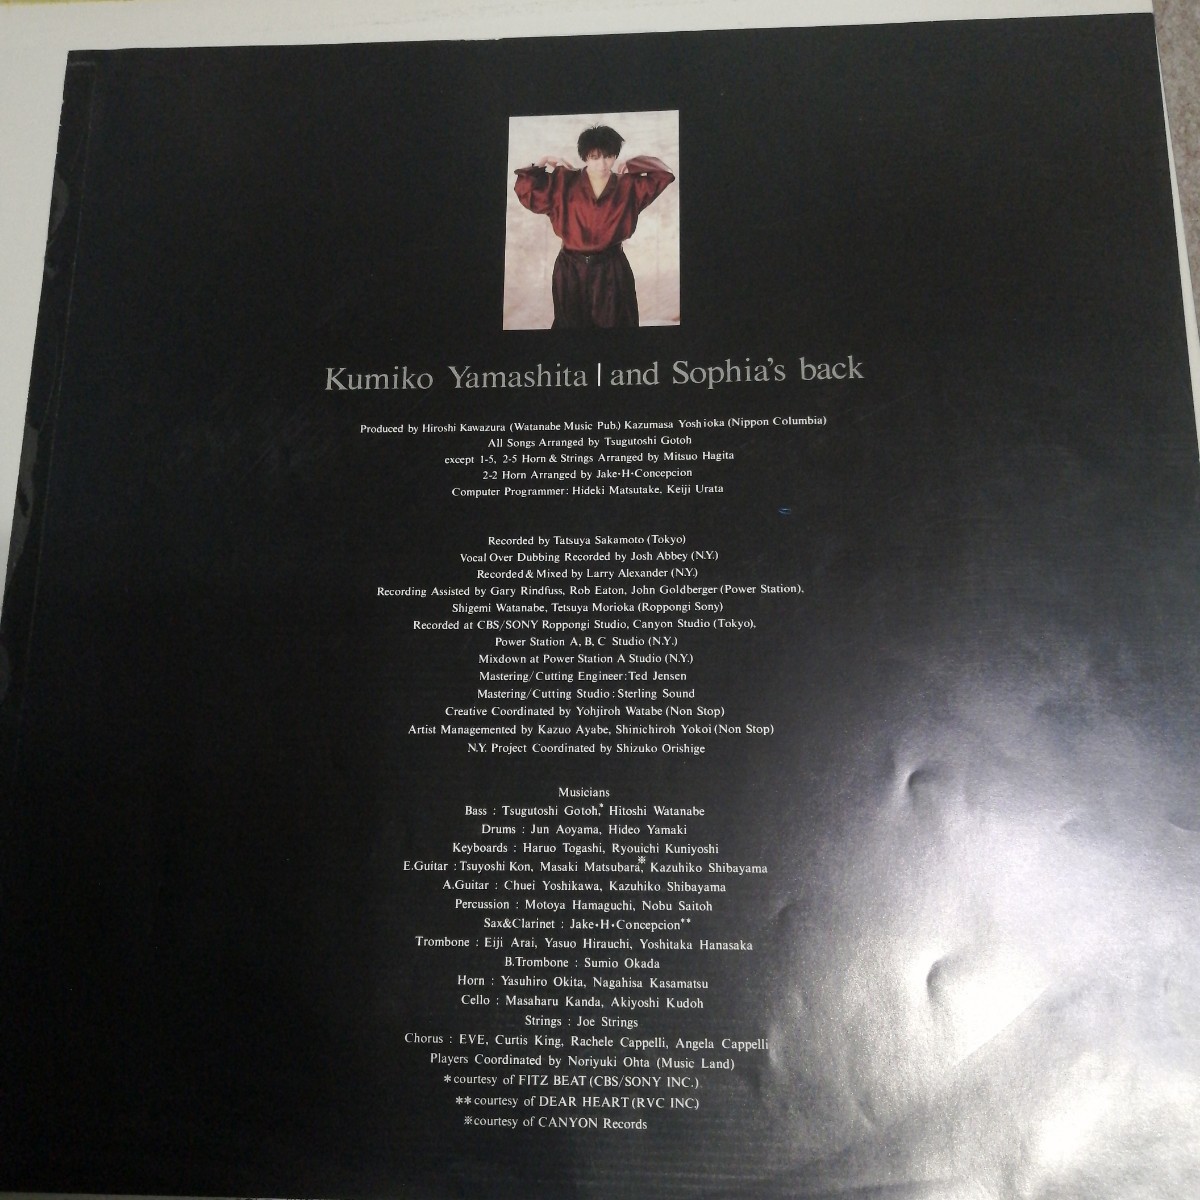 Kumiko Yamashita | and Sophia's back
Produced by Hiroshi Kawazura (Watanabe Music Pub.) Kazumasa Yoshioka (Nippon Columbia)
All Songs Arranged by Tsugutoshi Gotoh
except 1-5, 2-5 Horn & Strings Arranged by Mitsuo Hagita
2-2 Horn Arranged by Jake・H・Concepcion
Computer Programmer: Hideki Matsutake, Keiji Urata
Recorded by Tatsuya Sakamoto (Tokyo)
Vocal Over Dubbing Recorded by Josh Abbey (N.Y.)
Recorded & Mixed by Larry Alexander (N.Y.)
Recording Assisted by Gary Rindfuss, Rob Eaton, John Goldberger (Power Station).
Shigemi Watanabe, Tetsuya Morioka (Roppongi Sony)
Recorded at CBS/SONY Roppongi Studio, Canyon Studio (Tokyo),
Power Station A, B, C Studio (N.Y.)
Mixdown at Power Station A Studio (N.Y.)
Mastering/Cutting Engineer: Ted Jensen
Mastering/Cutting Studio: Sterling Sound
Creative Coordinated by Yohjiroh Watabe (Non Stop)
Artist Managemented by Kazuo Ayabe, Shinichiroh Yokoi (Non Stop)
N.Y. Project Coordinated by Shizuko Orishige
Musicians
Bass : Tsugutoshi Gotoh,* Hitoshi Watanabe
Drums : Jun Aoyama, Hideo Yamaki
Keyboards : Haruo Togashi, Ryouichi Kuniyoshi
E.Guitar : Tsuyoshi Kon, Masaki Matsubara,※ Kazuhiko Shibayama
A.Guitar : Chuei Yoshikawa, Kazuhiko Shibayama
Percussion : Motoya Hamaguchi, Nobu Saitoh
Sax&Clarinet : Jake・H・Concepcion**
Trombone : Eiji Arai, Yasuo Hirauchi, Yoshitaka Hanasaka
B.Trombone : Sumio Okada
Horn : Yasuhiro Okita, Nagahisa Kasamatsu
Cello : Masaharu Kanda, Akiyoshi Kudoh
Strings : Joe Strings
Chorus : EVE, Curtis King, Rachele Cappelli, Angela Cappelli
Players Coordinated by Noriyuki Ohta (Music Land)
*courtesy of FITZ BEAT (CBS/SONY INC.)
**courtesy of DEAR HEART (RVC INC.)
※courtesy of CANYON Records